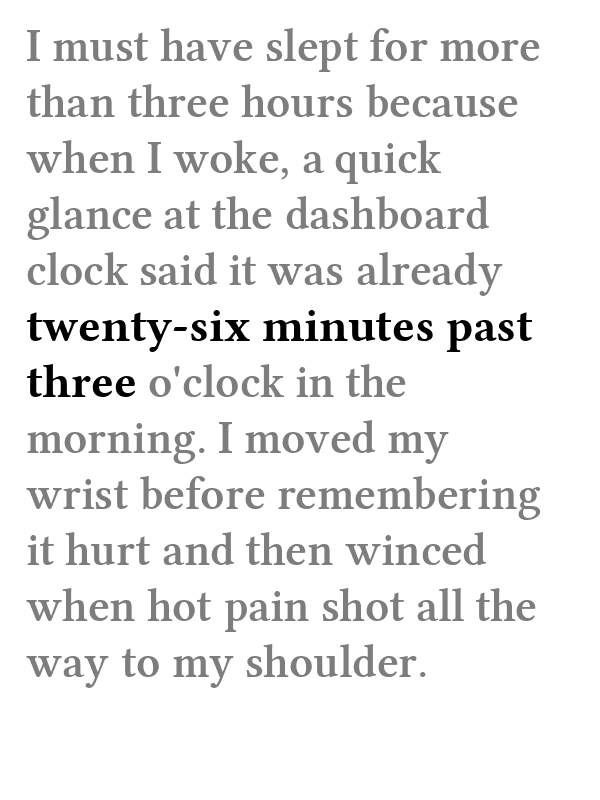 I must have slept for more
than three hours because
when I woke, a quick
glance at the dashboard
clock said it was already
twenty-six minutes past
three o'clock in the
morning. I moved my
wrist before remembering
it hurt and then winced
when hot pain shot all the
way to my shoulder.